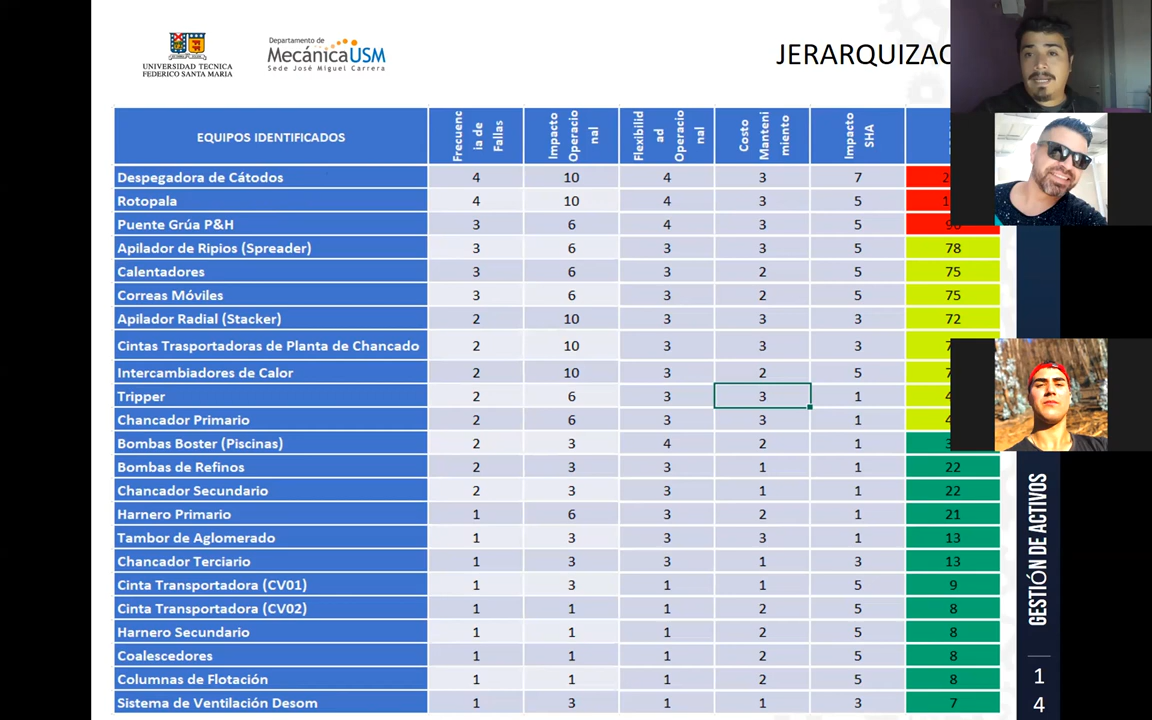 UNIVERSIDAD TECNICA
FEDERICO SANTA MARIA
Departamento de
MecánicaUSM
Sede José Miguel Carrera
JERARQUIZAC
EQUIPOS IDENTIFICADOS
Frecuenc
ia de
Fallas
Impacto
Operacio
nal
Flexibilid
ad
Operacio
nal
Costo
Manteni
miento
Impacto
SHA
Despegadora de Cátodos 4 10 4 3 7
Rotopala 4 10 4 3 5
Puente Grúa P&H 3 6 4 3 5
Apilador de Ripios (Spreader) 3 6 3 3 5 78
Calentadores 3 6 3 2 5 75
Correas Móviles 3 6 3 2 5 75
Apilador Radial (Stacker) 2 10 3 3 3 72
Cintas Trasportadoras de Planta de Chancado 2 10 3 3 3
Intercambiadores de Calor 2 10 3 2 5
Tripper 2 6 3 3 1
Chancador Primario 2 6 3 3 1
Bombas Boster (Piscinas) 2 3 4 2 1
Bombas de Refinos 2 3 3 1 1 22
Chancador Secundario 2 3 3 1 1 22
Harnero Primario 1 6 3 2 1 21
Tambor de Aglomerado 1 3 3 3 1 13
Chancador Terciario 1 3 3 1 3 13
Cinta Transportadora (CV01) 1 3 1 1 5 9
Cinta Transportadora (CV02) 1 1 1 2 5 8
Harnero Secundario 1 1 1 2 5 8
Coalescedores 1 1 1 2 5 8
Columnas de Flotación 1 1 1 2 5 8
Sistema de Ventilación Desom 1 3 1 1 3 7
GESTIÓN DE ACTIVOS
1
4